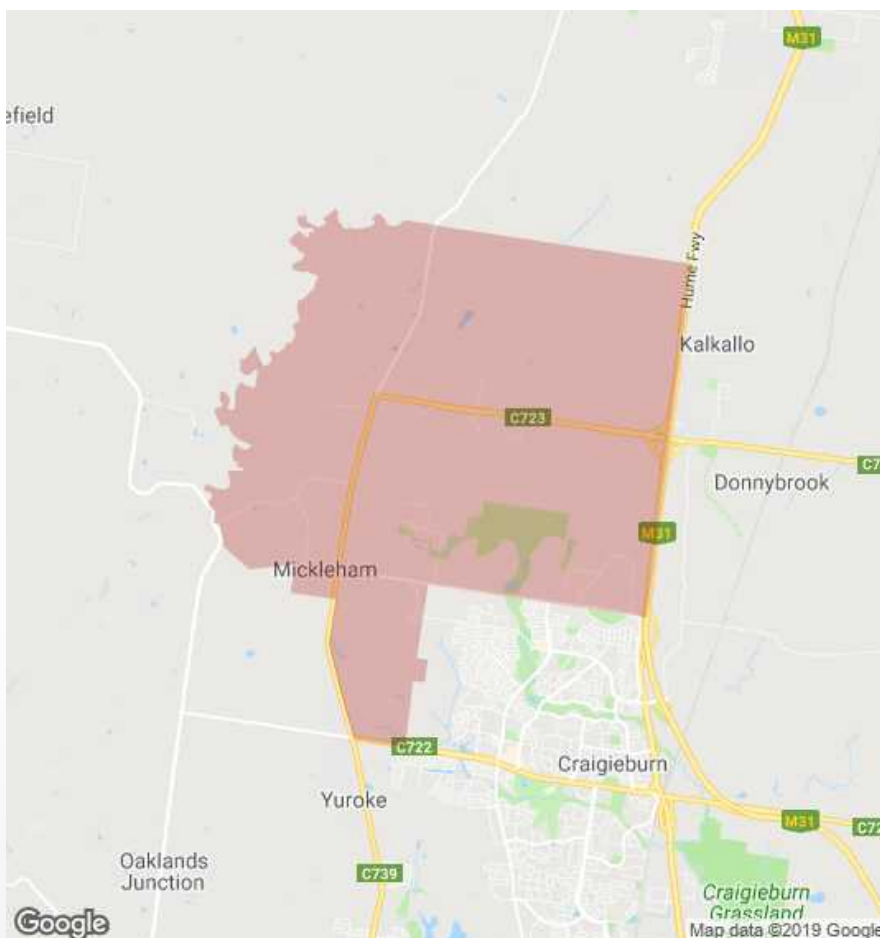 M31
efield
Hume Fwy
Kalkallo
C723
C7
Donnybrook
M31
Mickleham
C722
Craigieburn
Yuroke
M31
C72
Oaklands
Junction
C739
Craigieburn
Grassland
Google
Map data ©2019 Google